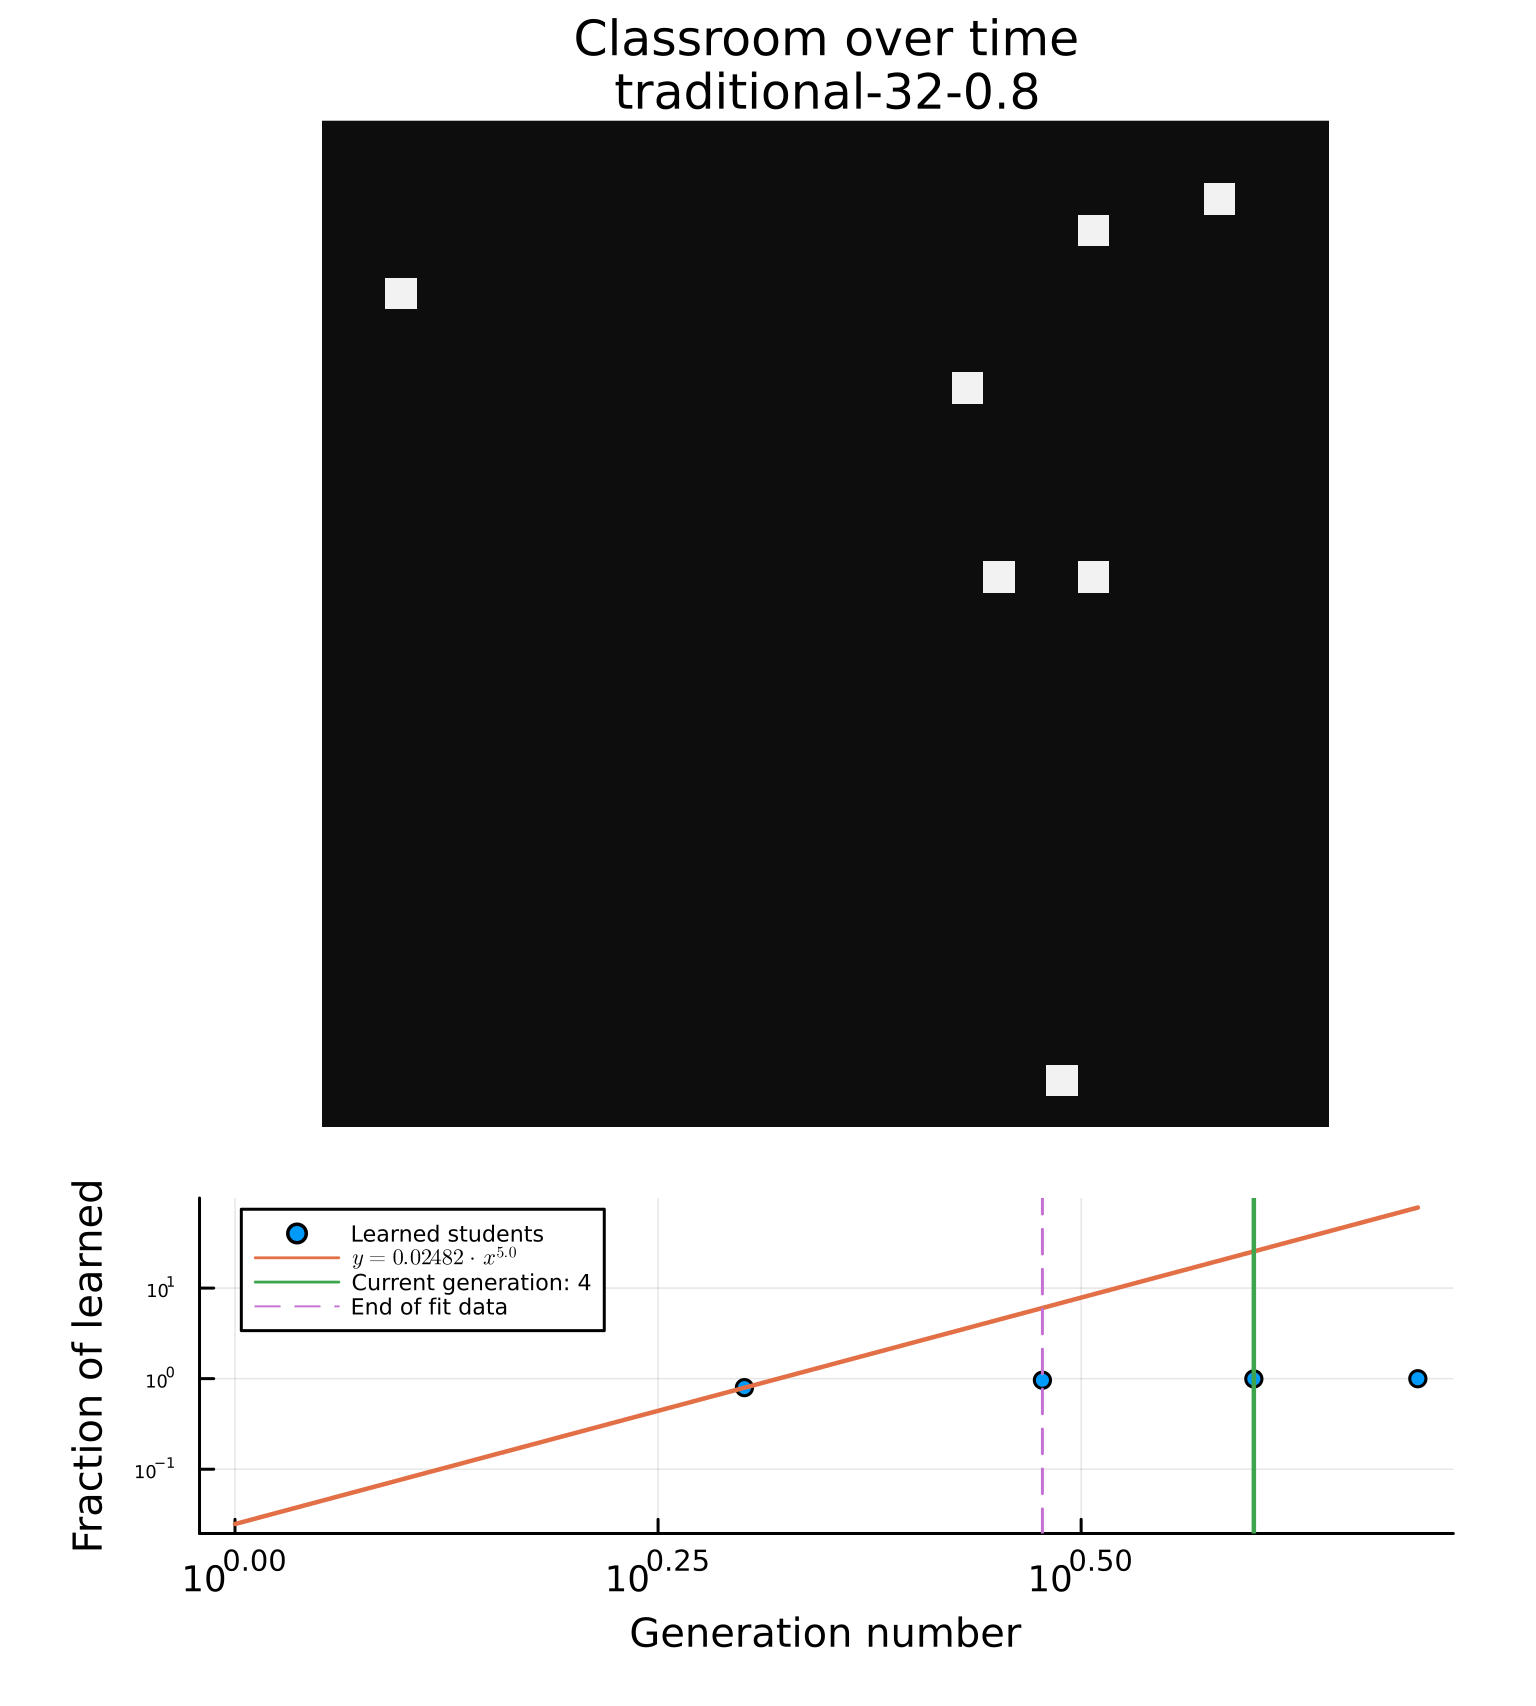 Classroom over time
traditional-32-0.8
Fraction of learned
Learned students
y = 0.02482 · x^5.0
Current generation: 4
End of fit data
10^1
10^0
10^−1
10^0.00
10^0.25
10^0.50
Generation number